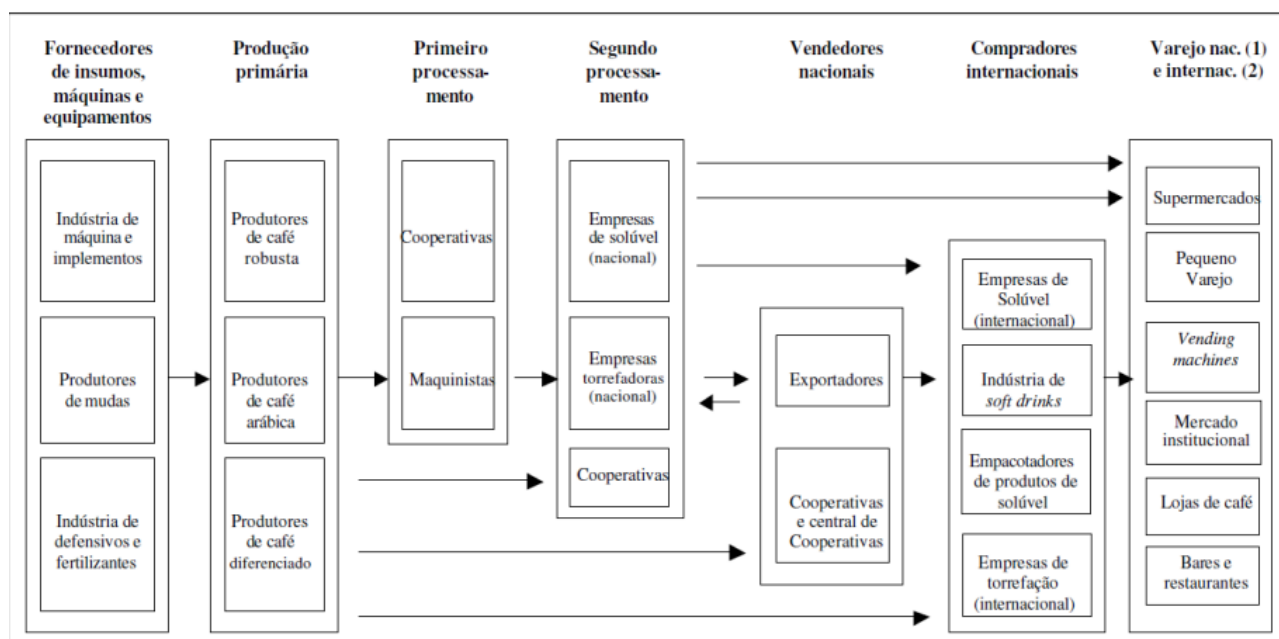 Fornecedores
de insumos,
máquinas e
equipamentos
Produção
primária
Primeiro
processa-
mento
Segundo
processa-
mento
Vendedores
nacionais
Compradores
internacionais
Varejo nac. (1)
e internac. (2)
Indústria de
máquina e
implementos
Produtores
de mudas
Indústria de
defensivos e
fertilizantes
Produtores
de café
robusta
Produtores
de café
arábica
Produtores
de café
diferenciado
Cooperativas
Maquinistas
Empresas
de solúvel
(nacional)
Empresas
torrefadoras
(nacional)
Cooperativas
Exportadores
Cooperativas
e central de
Cooperativas
Empresas de
Solúvel
(internacional)
Indústria de
soft drinks
Empacotadores
de produtos de
solúvel
Empresas de
torrefação
(internacional)
Supermercados
Pequeno
Varejo
Vending
machines
Mercado
institucional
Lojas de café
Bares e
restaurantes